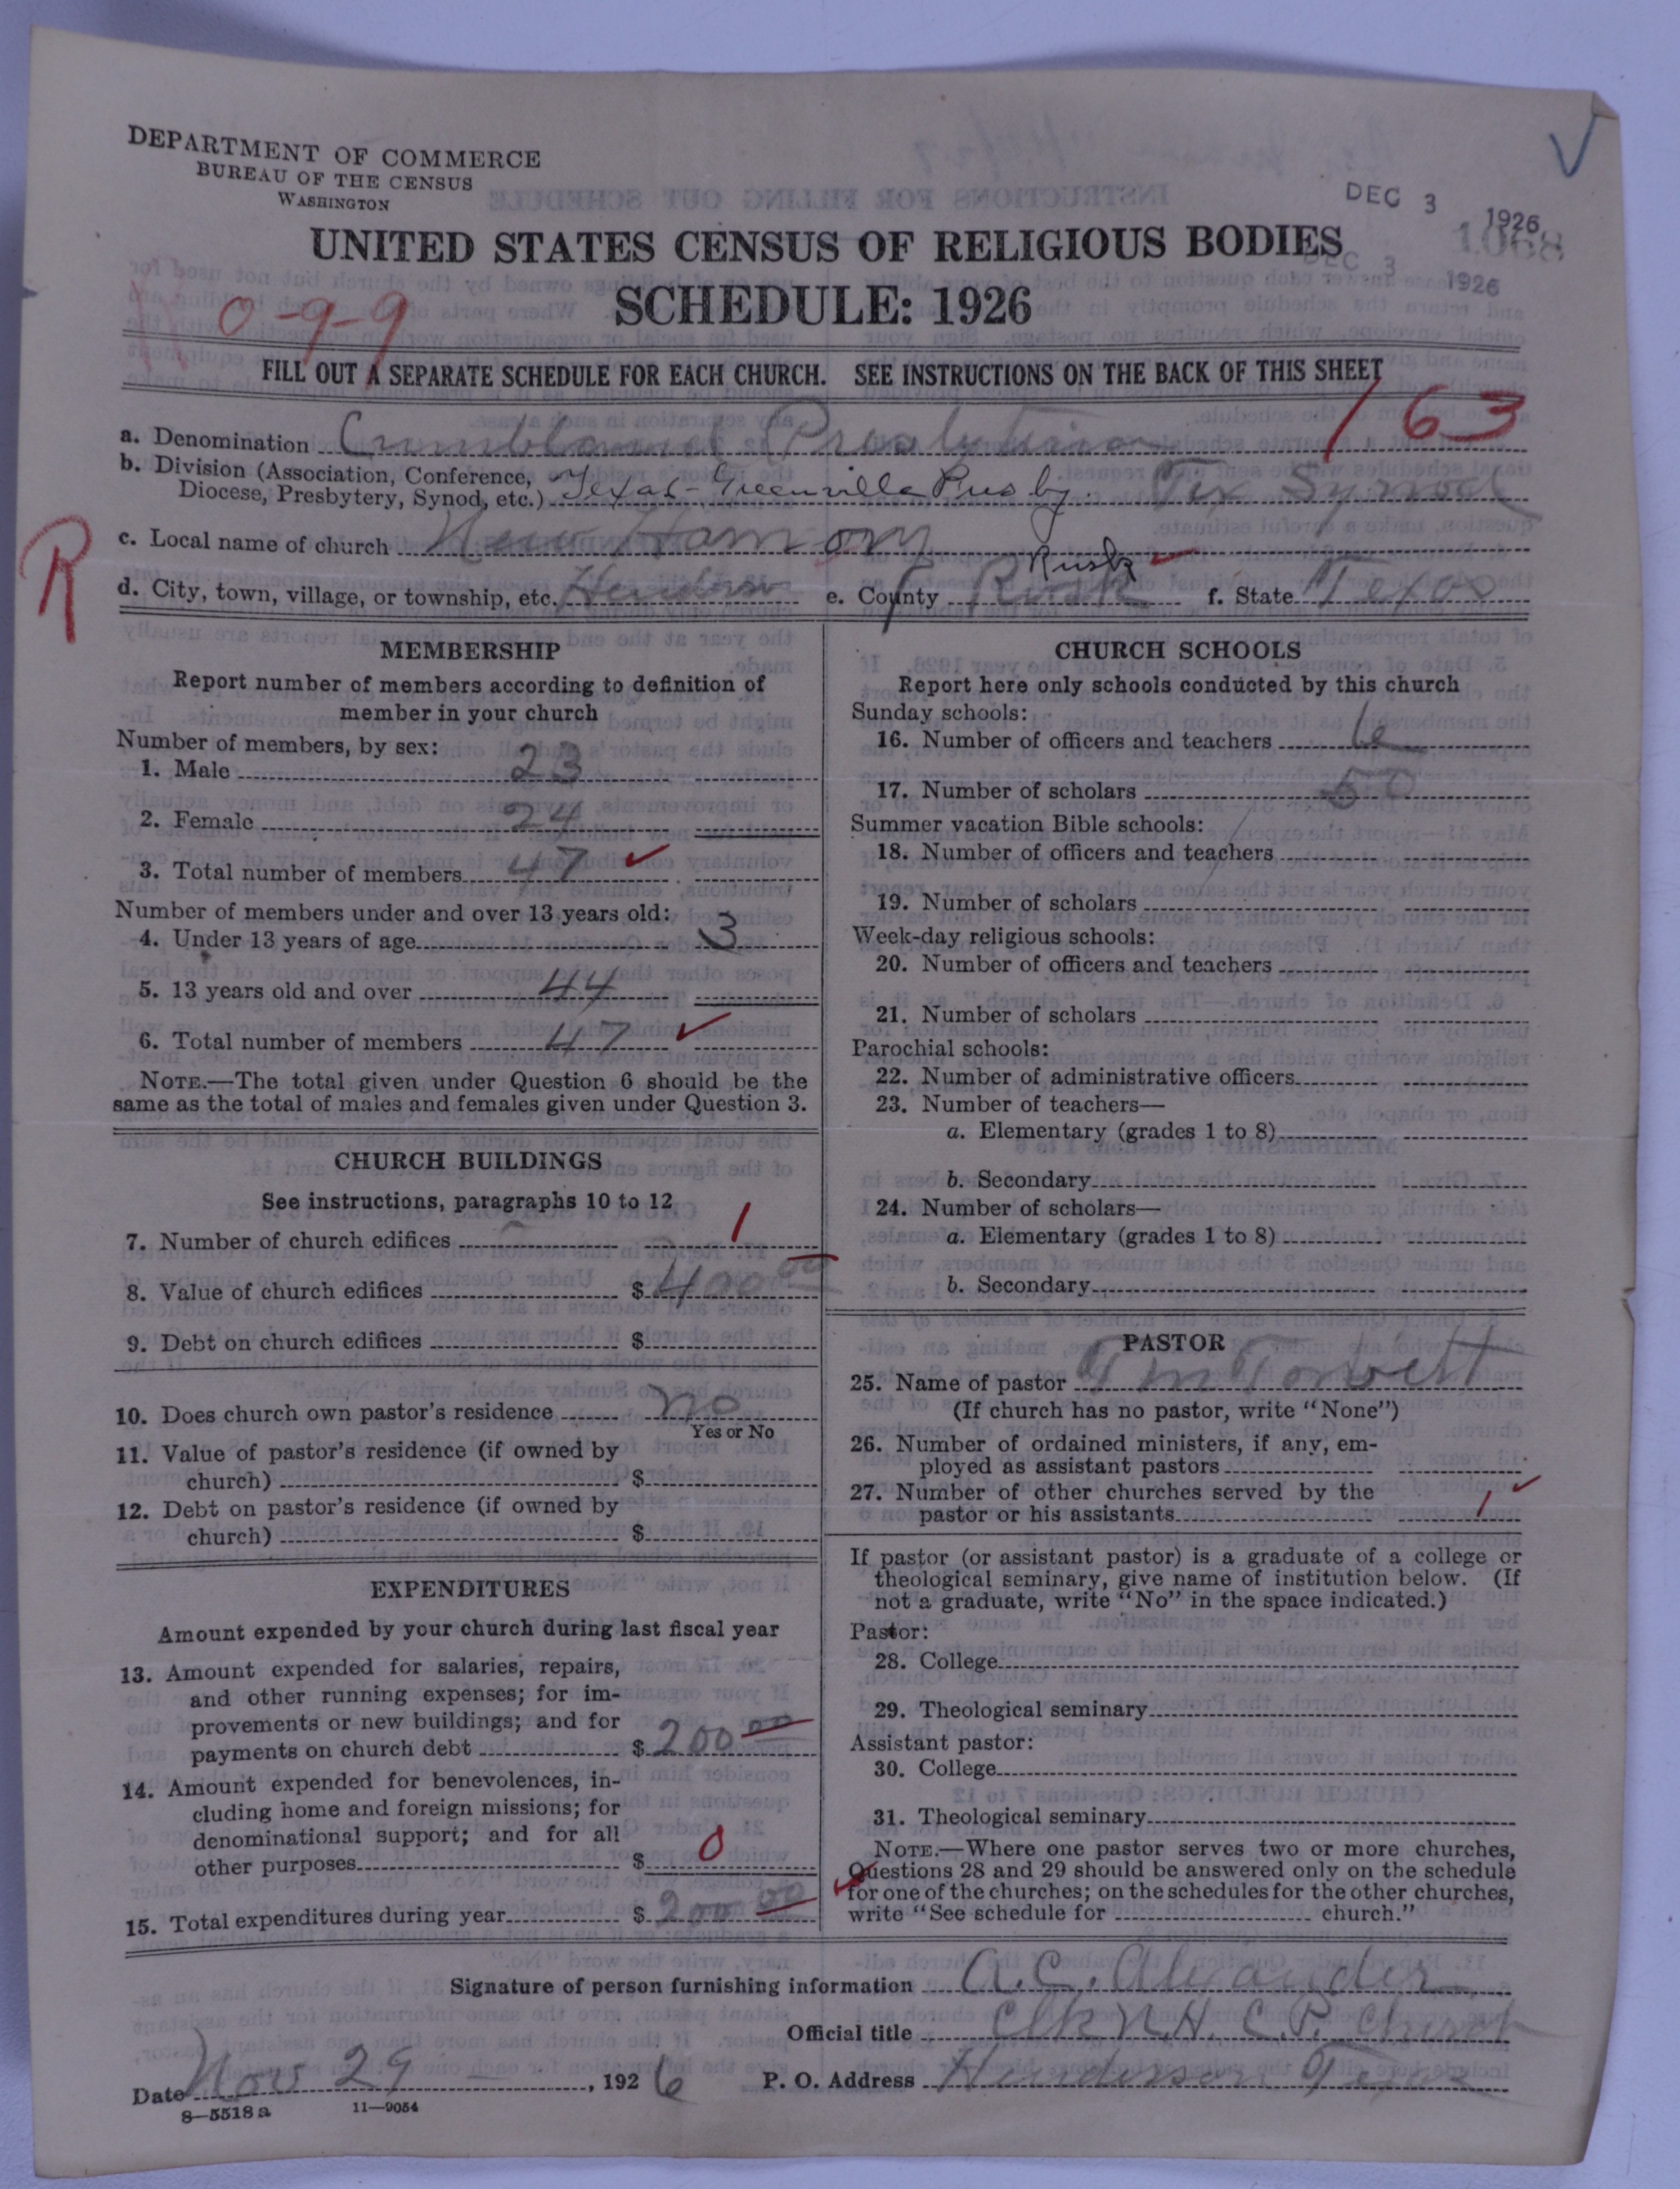 DEPARTMENT OF COMMERCE
BUREAU OF THE CENSUS
WASHINGTON
DEC 3 1926
1068
DEC 3 1926
UNITED STATES CENSUS OF RELIGIOUS BODIES
SCHEDULE: 1926
0-9-9
FILL OUT A SEPARATE SCHEDULE FOR EACH CHURCH. SEE INSTRUCTIONS ON THE BACK OF THIS SHEET
163
a. Denomination Cumbland Presbyterian
b. Division (Association, Conference,
Diocese, Presbytery, Synod, etc.) Texas-Greenville Presby. Tex Synod
R
c. Local name of church New Harmony
Rusk
d. City, town, village, or township, etc. Henderson e. County Rusk f. State Texas
MEMBERSHIP
Report number of members according to definition of
member in your church
Number of members, by sex:
1. Male 23
2. Female 24
3. Total number of members 47
Number of members under and over 13 years old:
4. Under 13 years of age 3
5. 13 years old and over 44
6. Total number of members 47
NOTE.—The total given under Question 6 should be the
same as the total of males and females given under Question 3.
CHURCH BUILDINGS
See instructions, paragraphs 10 to 12
7. Number of church edifices 1
8. Value of church edifices $ 400 00
9. Debt on church edifices $
10. Does church own pastor's residence no
Yes or No
11. Value of pastor's residence (if owned by
church) $
12. Debt on pastor's residence (if owned by
church) $
EXPENDITURES
Amount expended by your church during last fiscal year
13. Amount expended for salaries, repairs,
and other running expenses; for im-
provements or new buildings; and for
payments on church debt $ 200 00
14. Amount expended for benevolences, in-
cluding home and foreign missions; for
denominational support; and for all
other purposes $ 0
15. Total expenditures during year $ 200 00
CHURCH SCHOOLS
Report here only schools conducted by this church
Sunday schools:
16. Number of officers and teachers 6
17. Number of scholars 50
Summer vacation Bible schools:
18. Number of officers and teachers
19. Number of scholars
Week-day religious schools:
20. Number of officers and teachers
21. Number of scholars
Parochial schools:
22. Number of administrative officers
23. Number of teachers—
a. Elementary (grades 1 to 8)
b. Secondary
24. Number of scholars—
a. Elementary (grades 1 to 8)
b. Secondary
PASTOR
25. Name of pastor
(If church has no pastor, write "None")
26. Number of ordained ministers, if any, em-
ployed as assistant pastors
27. Number of other churches served by the
pastor or his assistants 1
If pastor (or assistant pastor) is a graduate of a college or
theological seminary, give name of institution below. (If
not a graduate, write "No" in the space indicated.)
Pastor:
28. College
29. Theological seminary
Assistant pastor:
30. College
31. Theological seminary
NOTE.—Where one pastor serves two or more churches,
Questions 28 and 29 should be answered only on the schedule
for one of the churches; on the schedules for the other churches,
write "See schedule for church."
Signature of person furnishing information A.C. Alexander
Official title Clk N.H. C.P. Church
Date Nov 29, 1926 P. O. Address Henderson Texas
8—5518 a 11—9054